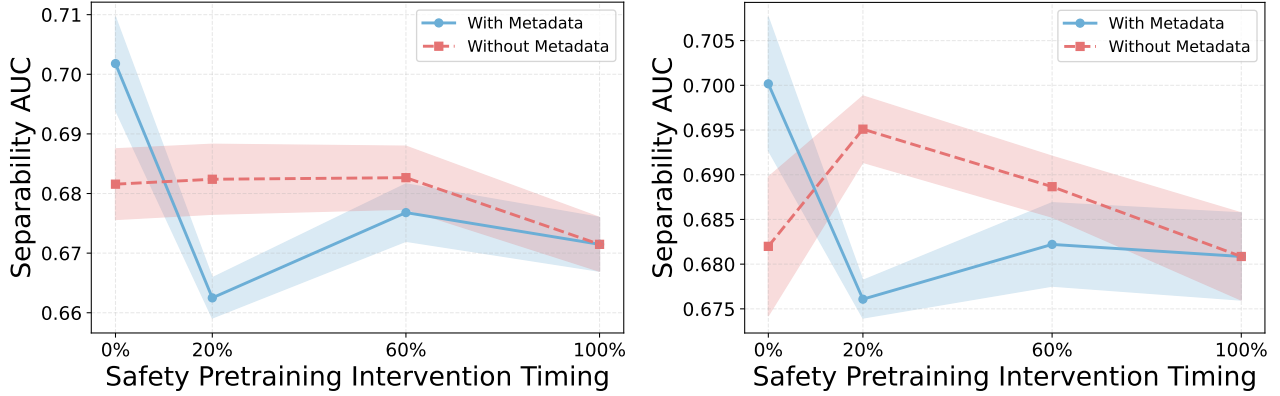 0.71
0.70
0.69
0.68
0.67
0.66
Separability AUC
With Metadata
Without Metadata
0% 20% 60% 100%
Safety Pretraining Intervention Timing
0.705
0.700
0.695
0.690
0.685
0.680
0.675
Separability AUC
With Metadata
Without Metadata
0% 20% 60% 100%
Safety Pretraining Intervention Timing